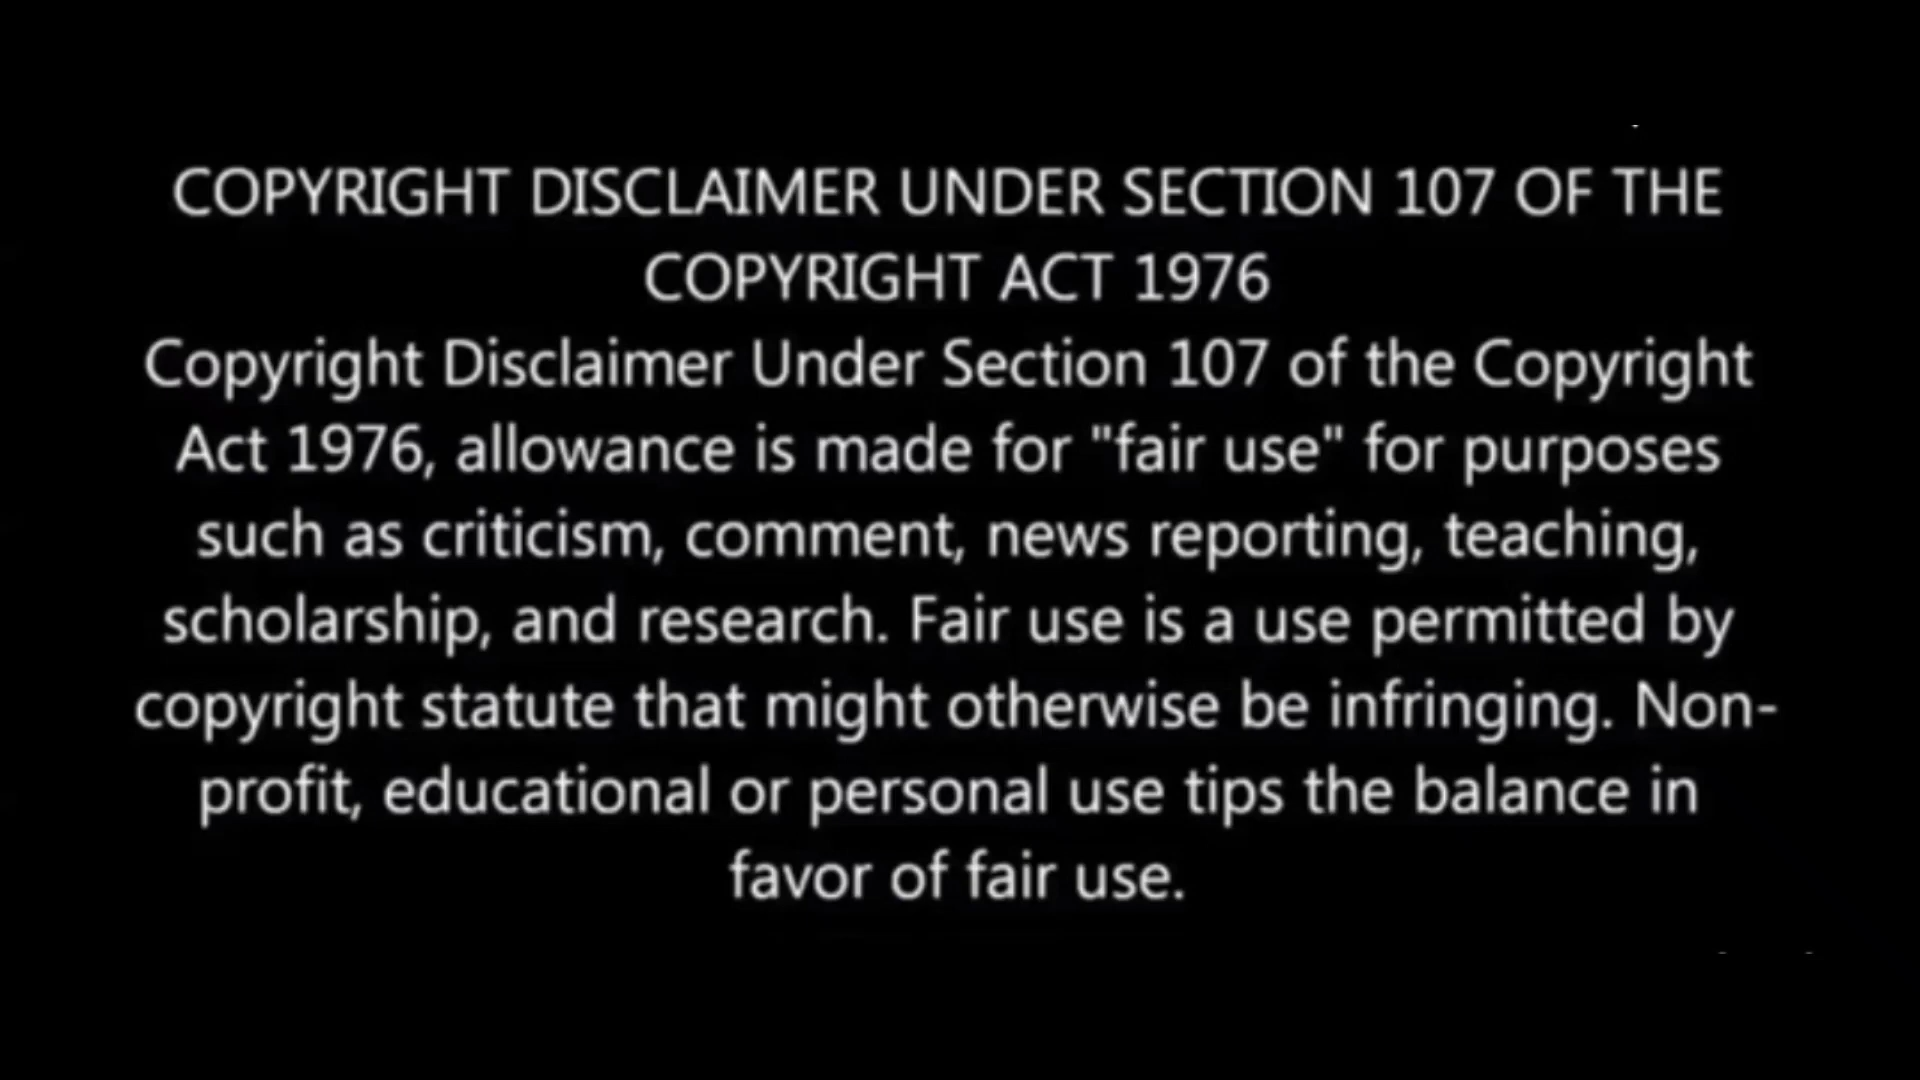 COPYRIGHT DISCLAIMER UNDER SECTION 107 OF THE
COPYRIGHT ACT 1976
Copyright Disclaimer Under Section 107 of the Copyright
Act 1976, allowance is made for "fair use" for purposes
such as criticism, comment, news reporting, teaching,
scholarship, and research. Fair use is a use permitted by
copyright statute that might otherwise be infringing. Non-
profit, educational or personal use tips the balance in
favor of fair use.